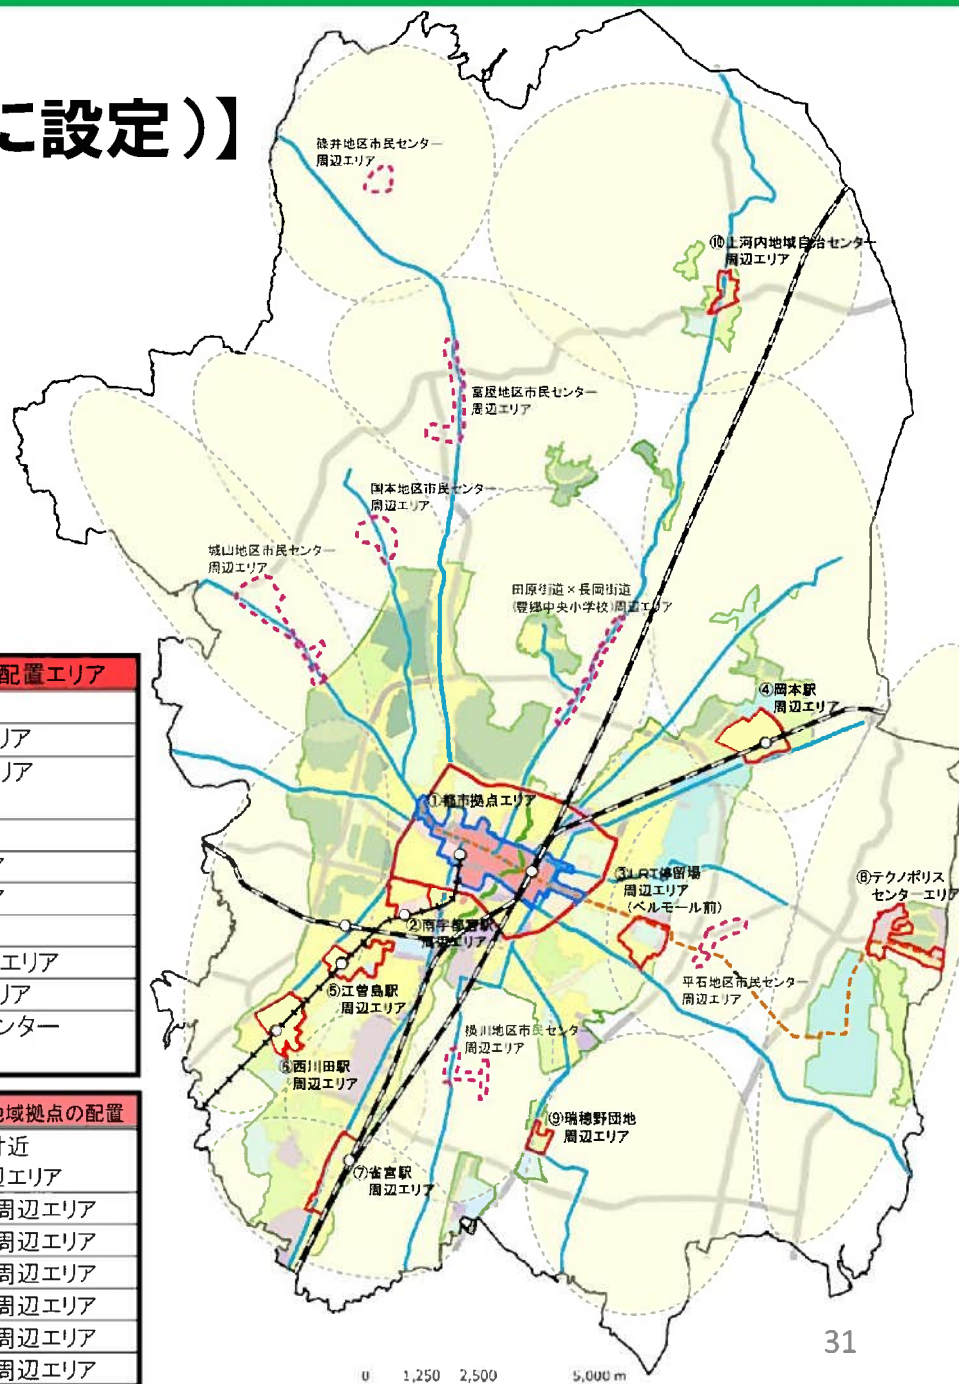 に設定）】
篠井地区市民センター
周辺エリア
⑩上河内地域自治センター
周辺エリア
富屋地区市民センター
周辺エリア
国本地区市民センター
周辺エリア
城山地区市民センター
周辺エリア
田原街道×長岡街道
(豊郷中央小学校)周辺エリア
配置エリア
リア
リア
ア
ア
エリア
リア
ンター
④岡本駅
周辺エリア
①都市拠点エリア
③LRT停留場
周辺エリア
(ベルモール前)
⑧テクノポリス
センターエリア
②南宇都宮駅
周辺エリア
平石地区市民センター
周辺エリア
⑤江曽島駅
周辺エリア
横川地区市民センター
周辺エリア
⑥西川田駅
周辺エリア
⑨瑞穂野団地
周辺エリア
⑦雀宮駅
周辺エリア
地域拠点の配置
付近
辺エリア
周辺エリア
周辺エリア
周辺エリア
周辺エリア
周辺エリア
周辺エリア
31
0 1,250 2,500 5,000 m